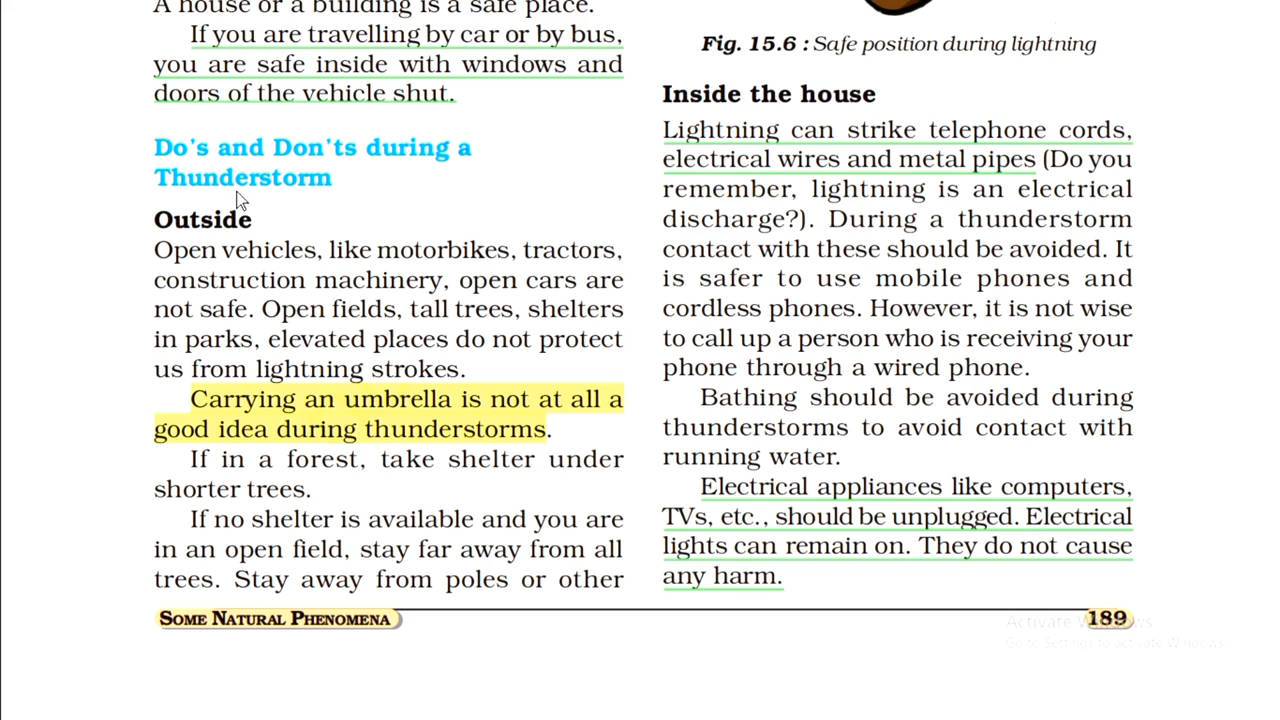 A house or a building is a safe place.
If you are travelling by car or by bus,
you are safe inside with windows and
doors of the vehicle shut.
Do's and Don'ts during a
Thunderstorm
Outside
Open vehicles, like motorbikes, tractors,
construction machinery, open cars are
not safe. Open fields, tall trees, shelters
in parks, elevated places do not protect
us from lightning strokes.
Carrying an umbrella is not at all a
good idea during thunderstorms.
If in a forest, take shelter under
shorter trees.
If no shelter is available and you are
in an open field, stay far away from all
trees. Stay away from poles or other
Fig. 15.6 : Safe position during lightning
Inside the house
Lightning can strike telephone cords,
electrical wires and metal pipes (Do you
remember, lightning is an electrical
discharge?). During a thunderstorm
contact with these should be avoided. It
is safer to use mobile phones and
cordless phones. However, it is not wise
to call up a person who is receiving your
phone through a wired phone.
Bathing should be avoided during
thunderstorms to avoid contact with
running water.
Electrical appliances like computers,
TVs, etc., should be unplugged. Electrical
lights can remain on. They do not cause
any harm.
SOME NATURAL PHENOMENA
189
Activate Windows
Go to Settings to activate Windows.